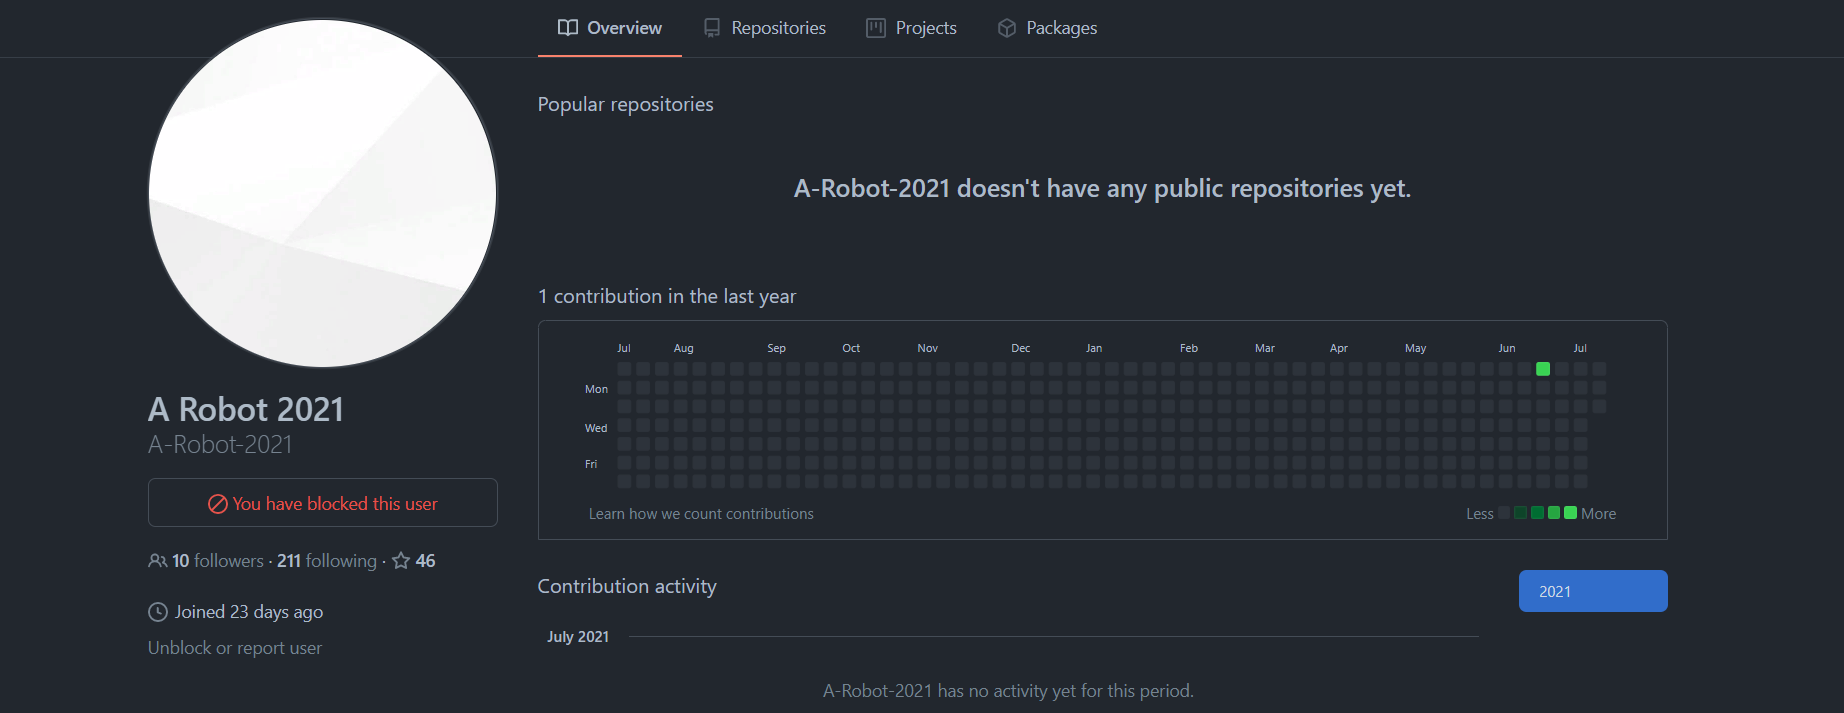 Overview Repositories Projects Packages
Popular repositories
A-Robot-2021 doesn't have any public repositories yet.
1 contribution in the last year
Jul Aug Sep Oct Nov Dec Jan Feb Mar Apr May Jun Jul
Mon
Wed
Fri
Learn how we count contributions
Less More
A Robot 2021
A-Robot-2021
You have blocked this user
10 followers · 211 following · 46
Joined 23 days ago
Unblock or report user
Contribution activity
2021
July 2021
A-Robot-2021 has no activity yet for this period.